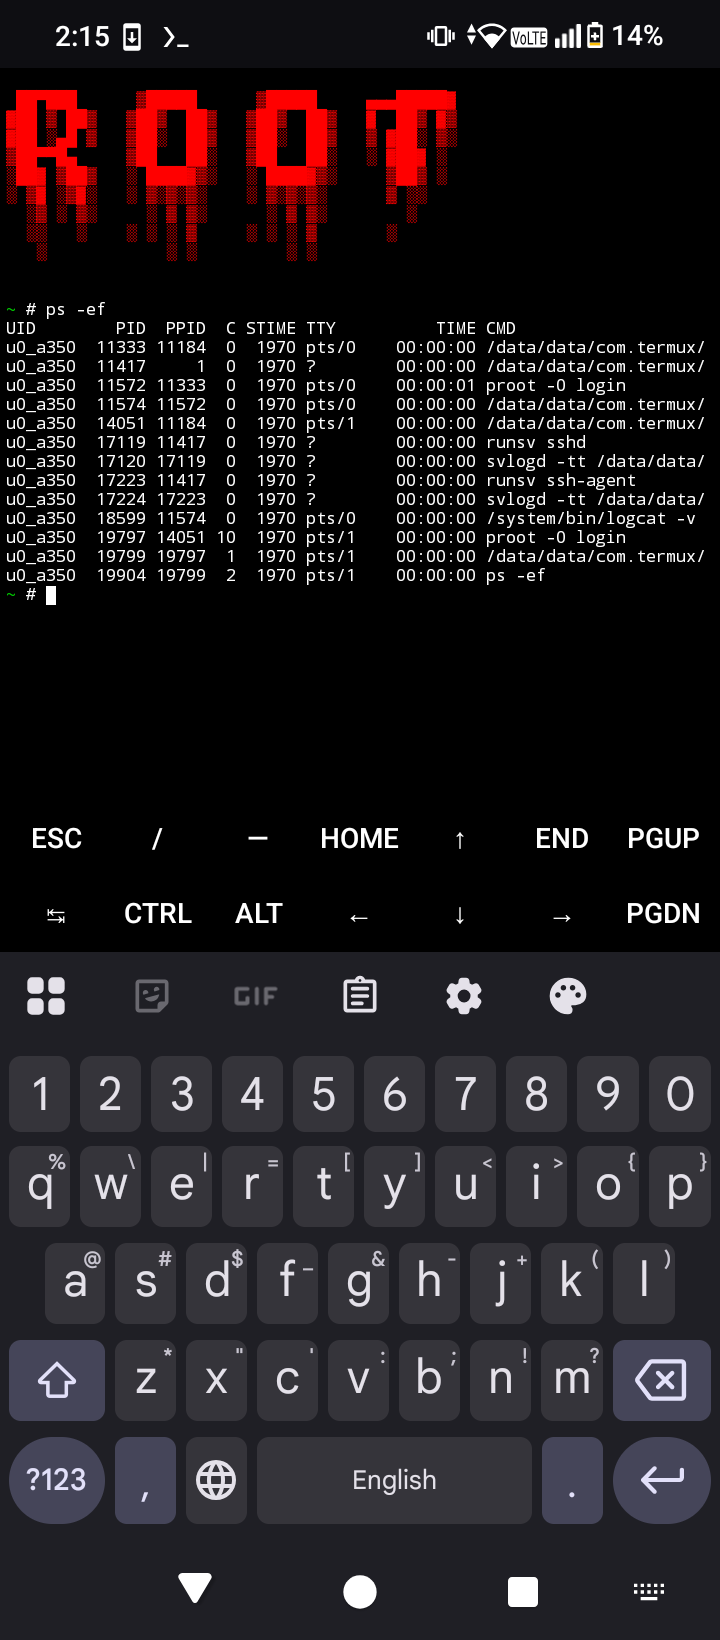 2:15 14%
VoLTE
ROOT
~ # ps -ef
UID PID PPID C STIME TTY TIME CMD
u0_a350 11333 11184 0 1970 pts/0 00:00:00 /data/data/com.termux/
u0_a350 11417 1 0 1970 ? 00:00:00 /data/data/com.termux/
u0_a350 11572 11333 0 1970 pts/0 00:00:01 proot -0 login
u0_a350 11574 11572 0 1970 pts/0 00:00:00 /data/data/com.termux/
u0_a350 14051 11184 0 1970 pts/1 00:00:00 /data/data/com.termux/
u0_a350 17119 11417 0 1970 ? 00:00:00 runsv sshd
u0_a350 17120 17119 0 1970 ? 00:00:00 svlogd -tt /data/data/
u0_a350 17223 11417 0 1970 ? 00:00:00 runsv ssh-agent
u0_a350 17224 17223 0 1970 ? 00:00:00 svlogd -tt /data/data/
u0_a350 18599 11574 0 1970 pts/0 00:00:00 /system/bin/logcat -v
u0_a350 19797 14051 10 1970 pts/1 00:00:00 proot -0 login
u0_a350 19799 19797 1 1970 pts/1 00:00:00 /data/data/com.termux/
u0_a350 19904 19799 2 1970 pts/1 00:00:00 ps -ef
~ #
ESC / — HOME ↑ END PGUP
↹ CTRL ALT ← ↓ → PGDN
GIF
1 2 3 4 5 6 7 8 9 0
% \ | = [ ] < > { }
q w e r t y u i o p
@ # $ _ & - + ( )
a s d f g h j k l
* " ' : ; ! ?
z x c v b n m
?123 , English .